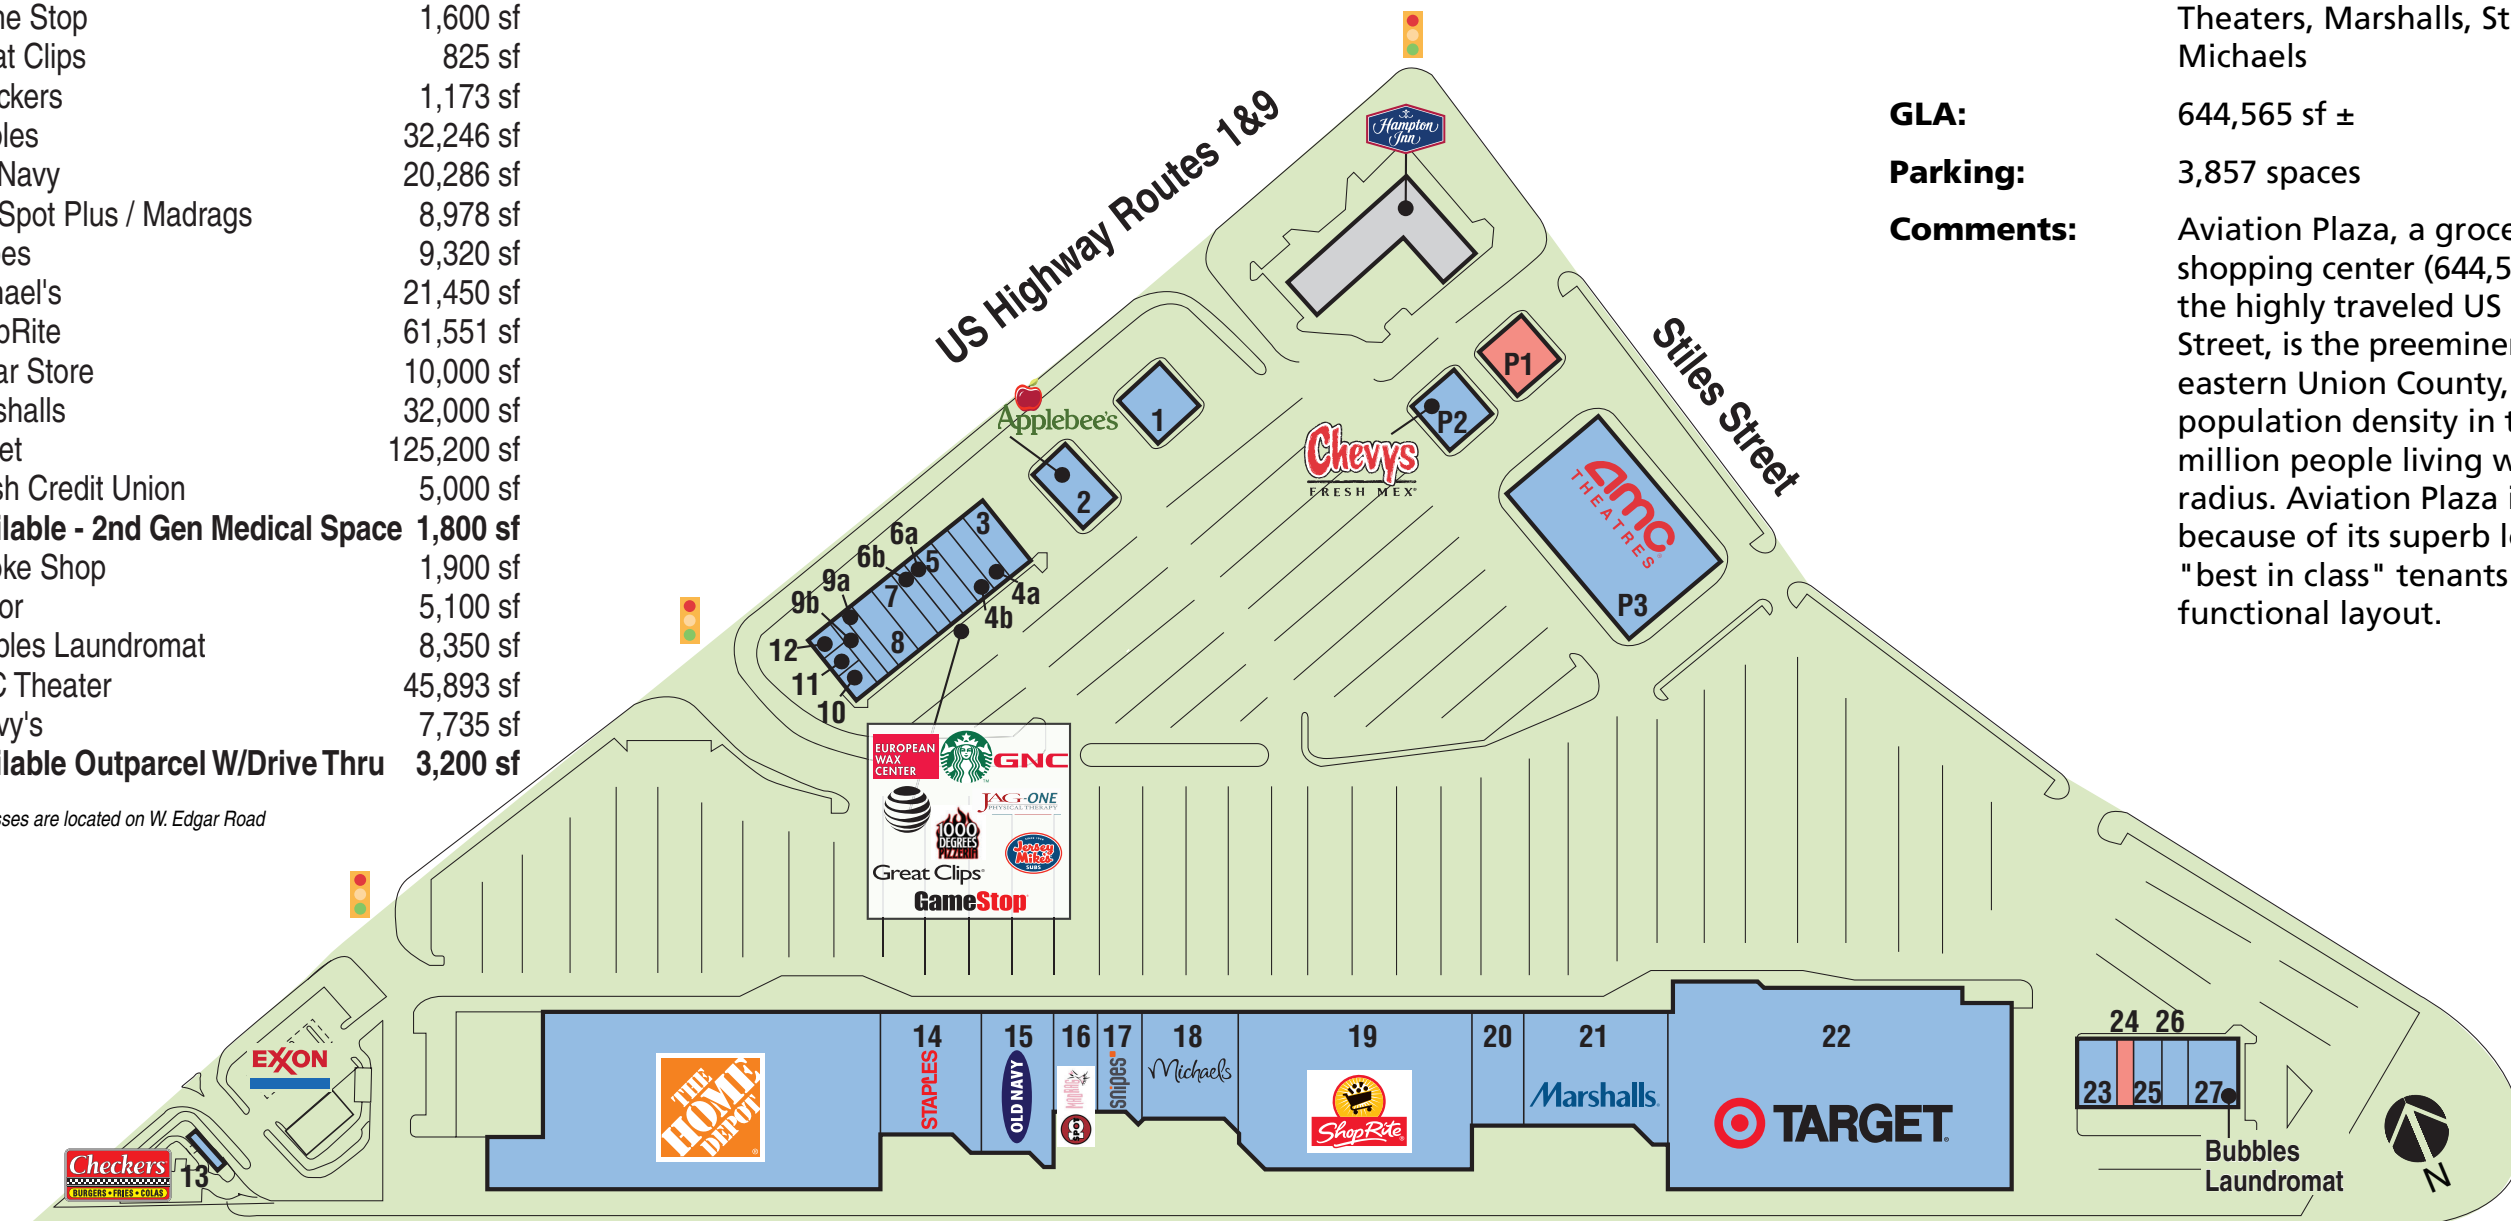 ne Stop 1,600 sf
at Clips 825 sf
ckers 1,173 sf
oles 32,246 sf
Navy 20,286 sf
Spot Plus / Madrags 8,978 sf
es 9,320 sf
nael's 21,450 sf
pRite 61,551 sf
ar Store 10,000 sf
shalls 32,000 sf
et 125,200 sf
sh Credit Union 5,000 sf
ilable - 2nd Gen Medical Space 1,800 sf
oke Shop 1,900 sf
or 5,100 sf
bles Laundromat 8,350 sf
C Theater 45,893 sf
vy's 7,735 sf
ilable Outparcel W/Drive Thru 3,200 sf
sses are located on W. Edgar Road
Theaters, Marshalls, St
Michaels
GLA: 644,565 sf ±
Parking: 3,857 spaces
Comments: Aviation Plaza, a groce
shopping center (644,5
the highly traveled US
Street, is the preeminer
eastern Union County,
population density in t
million people living w
radius. Aviation Plaza i
because of its superb l
"best in class" tenants
functional layout.
US Highway Routes 1&9
Stiles Street
Hampton
Inn
P1
P2
Chevys
FRESH MEX
amc
THEATRES
P3
Applebee's
1
2
3
4a
4b
5
6a
6b
7
8
9a
9b
10
11
12
EUROPEAN
WAX
CENTER
GNC
JAG-ONE
PHYSICAL THERAPY
1000
DEGREES
PIZZERIA
Jersey
Mike's
SUBS
Great Clips
GameStop
EXXON
Checkers
BURGERS • FRIES • COLAS
13
THE
HOME
DEPOT
14
STAPLES
15
OLD NAVY
16
MADRAG
SPOT
17
snipes
18
Michaels
19
ShopRite
20
21
Marshalls
22
TARGET
23
24
25
26
27
Bubbles
Laundromat
N